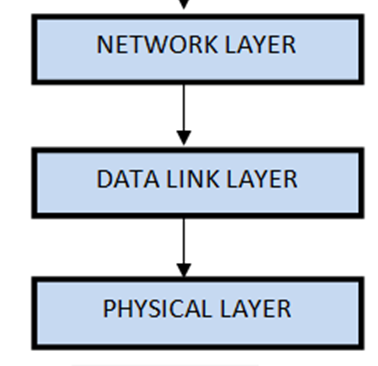 NETWORK LAYER
DATA LINK LAYER
PHYSICAL LAYER